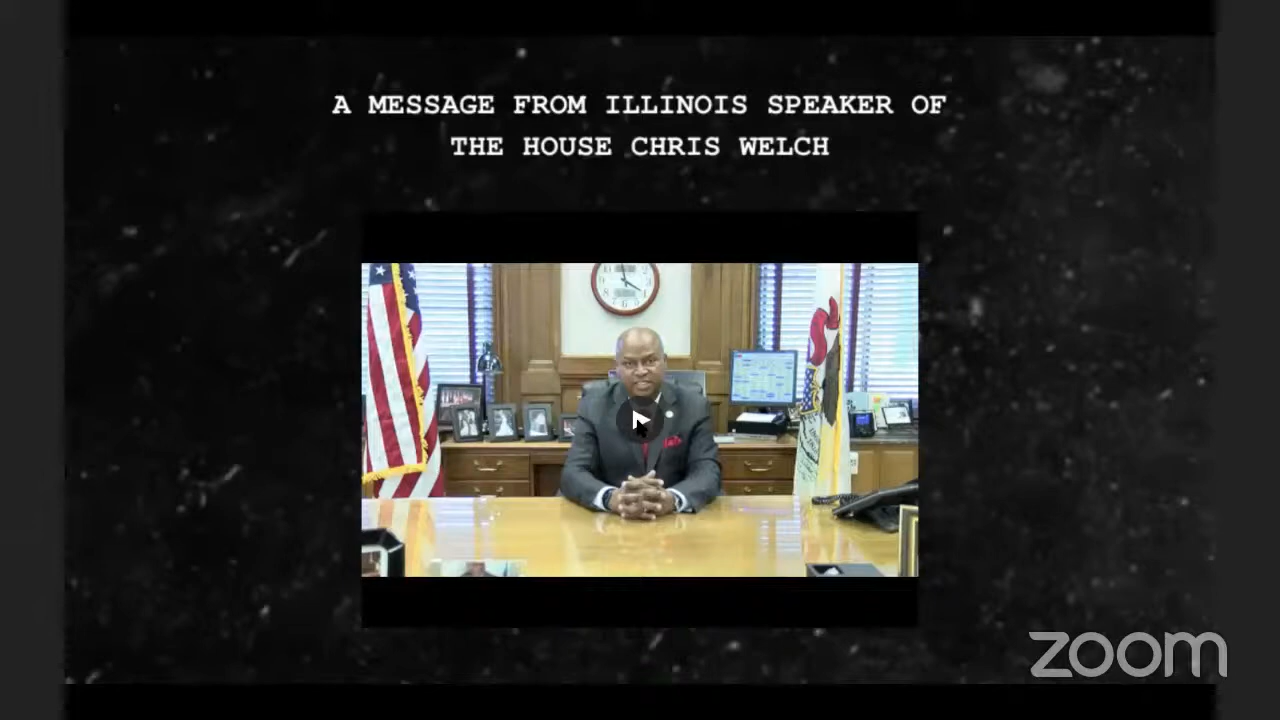 A MESSAGE FROM ILLINOIS SPEAKER OF
THE HOUSE CHRIS WELCH
zoom